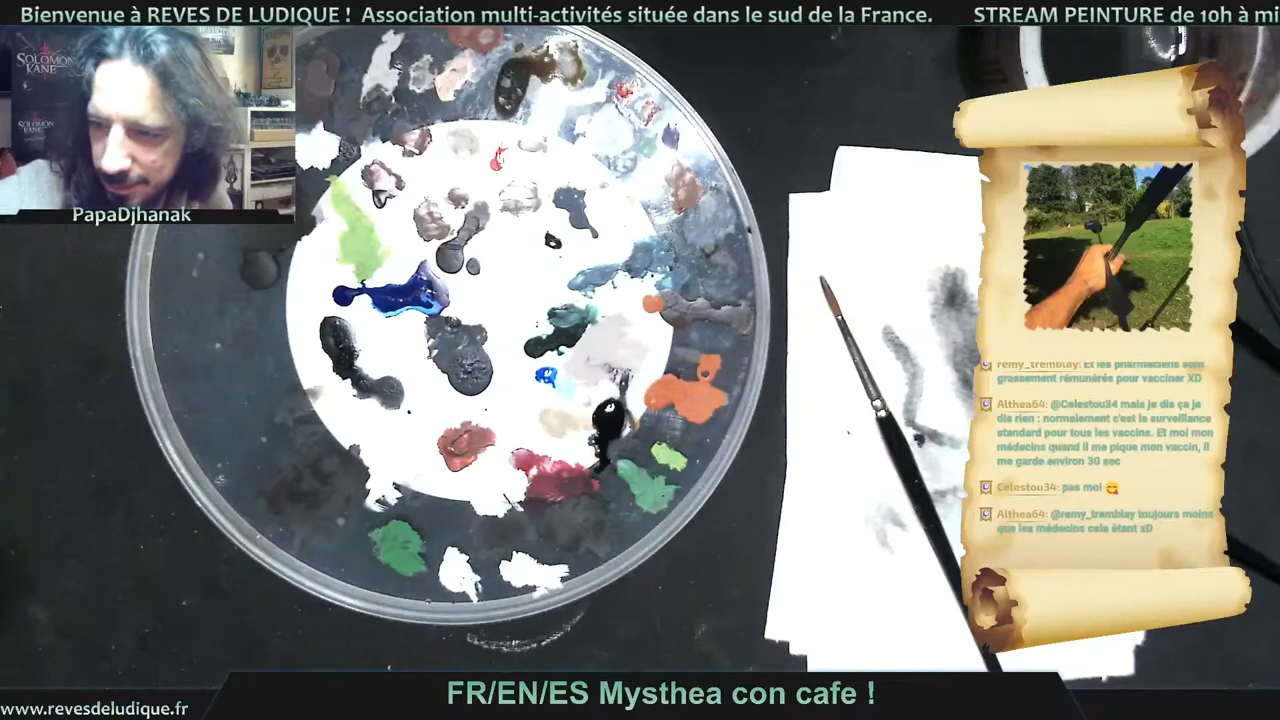 Bienvenue à REVES DE LUDIQUE ! Association multi-activités située dans le sud de la France. STREAM PEINTURE de 10h à mi
SOLOMON
KANE
SOLOMON
KANE
PapaDjhanak
remy_tremblay: Et les pharmaciens sont
grassement rémunérés pour vacciner XD
Althea64: @Celestou34 mais je dis ça je
dis rien : normalement c'est la surveillance
standard pour tous les vaccins. Et moi mon
médecins quand il me pique mon vaccin, il
me garde environ 30 sec
Celestou34: pas moi 😋
Althea64: @remy_tremblay toujours moins
que les médecins cela étant xD
FR/EN/ES Mysthea con cafe !
www.revesdeludique.fr